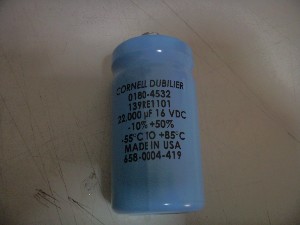 CORNELL DUBILIER
0180-4532
139RE1101
22,000 µF 16 VDC
-10% +50%
-55°C TO +85°C
MADE IN USA
658-0004-419